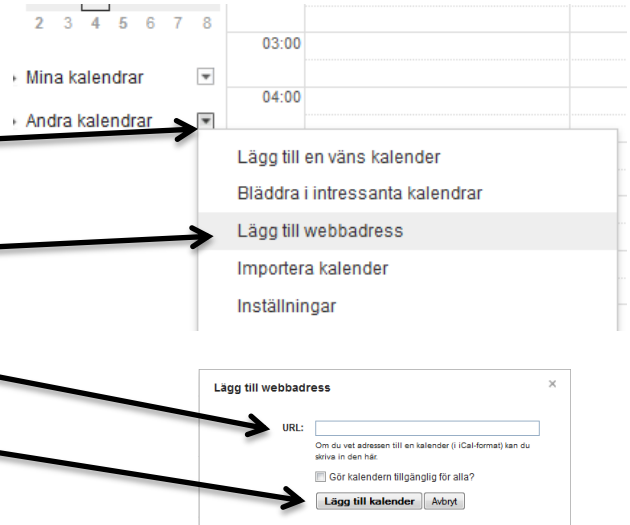 2 3 4 5 6 7 8
03:00
Mina kalendrar
04:00
Andra kalendrar
Lägg till en väns kalender
Bläddra i intressanta kalendrar
Lägg till webbadress
Importera kalender
Inställningar
Lägg till webbadress ×
URL:
Om du vet adressen till en kalender (i iCal-format) kan du
skriva in den här.
Gör kalendern tillgänglig för alla?
Lägg till kalender Avbryt